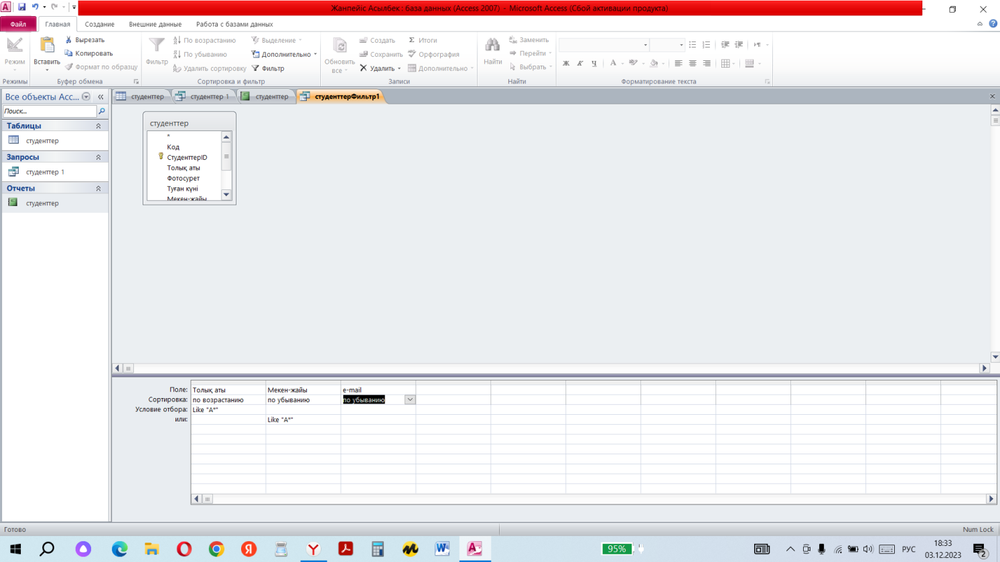 Жанпейіс Асылбек : база данных (Access 2007) - Microsoft Access (Сбой активации продукта)
Файл Главная Создание Внешние данные Работа с базами данных
Режим
Режимы
Вставить
Вырезать
Копировать
Формат по образцу
Буфер обмена
Фильтр
По возрастанию
По убыванию
Удалить сортировку
Выделение
Дополнительно
Фильтр
Сортировка и фильтр
Обновить
все
Создать
Сохранить
Удалить
Итоги
Орфография
Дополнительно
Записи
Найти
Заменить
Перейти
Выбрать
Найти
Ж К Ч А
Форматирование текста
Все объекты Acc...
Поиск...
Таблицы
студенттер
Запросы
студенттер 1
Отчеты
студенттер
студенттер студенттер 1 студенттер студенттерФильтр1
студенттер
*
Код
СтуденттерID
Толық аты
Фотосурет
Туған күні
Мекен-жайы
Поле: Толық аты Мекен-жайы e-mail
Сортировка: по возрастанию по убыванию по убыванию
Условие отбора: Like "А*"
или: Like "А*"
Готово Num Lock
95%
РУС
18:33
03.12.2023
2